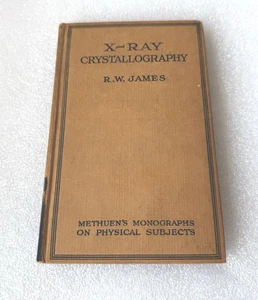 X-RAY
CRYSTALLOGRAPHY
R.W. JAMES
METHUEN'S MONOGRAPHS
ON PHYSICAL SUBJECTS